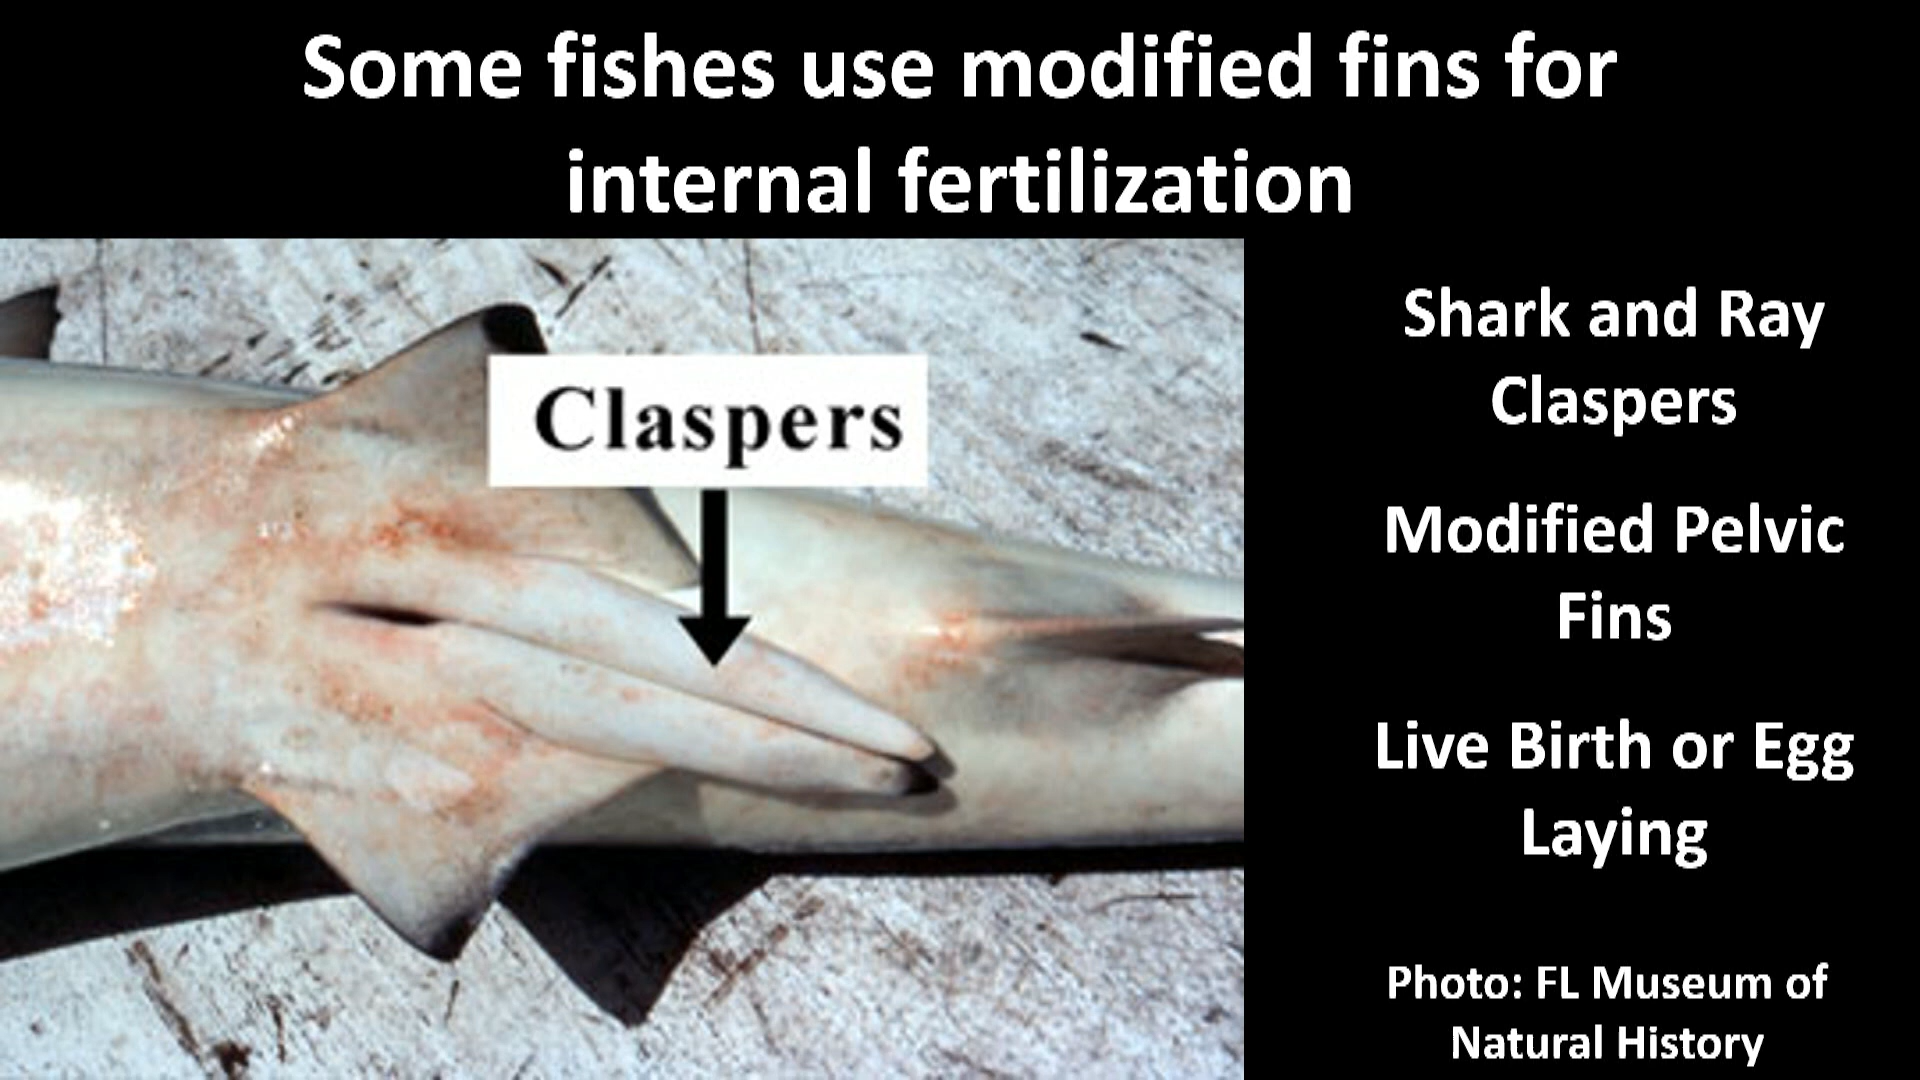 Some fishes use modified fins for
internal fertilization
Claspers
Shark and Ray
Claspers
Modified Pelvic
Fins
Live Birth or Egg
Laying
Photo: FL Museum of
Natural History